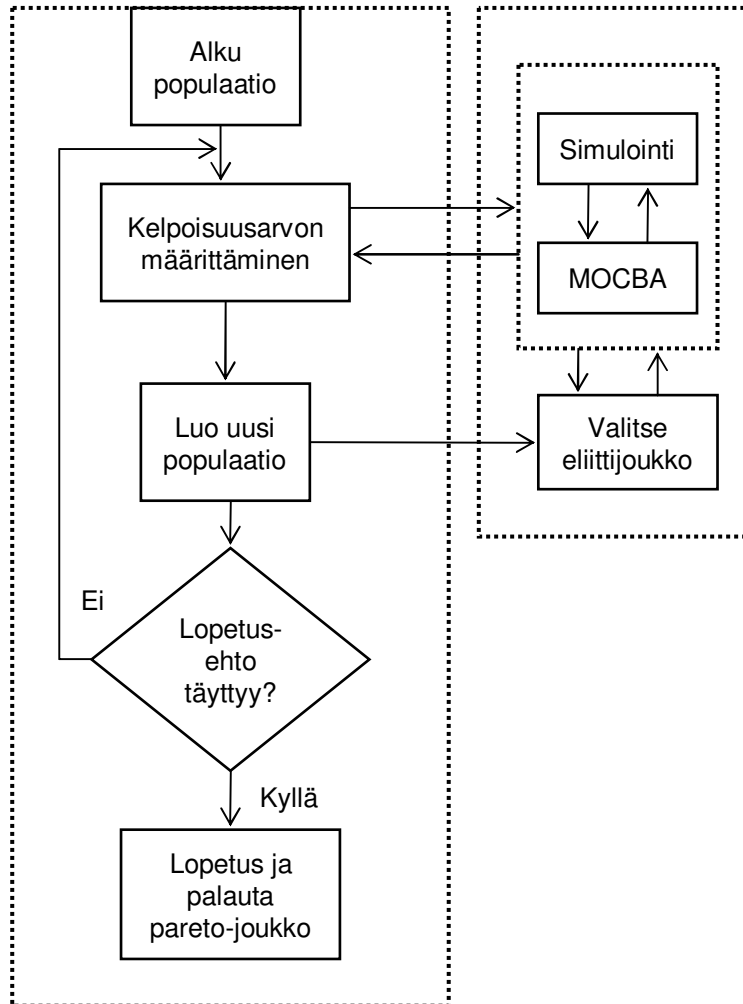 Alku
populaatio
Kelpoisuusarvon
määrittäminen
Luo uusi
populaatio
Ei
Lopetus-
ehto
täyttyy?
Kyllä
Lopetus ja
palauta
pareto-joukko
Simulointi
MOCBA
Valitse
eliittijoukko